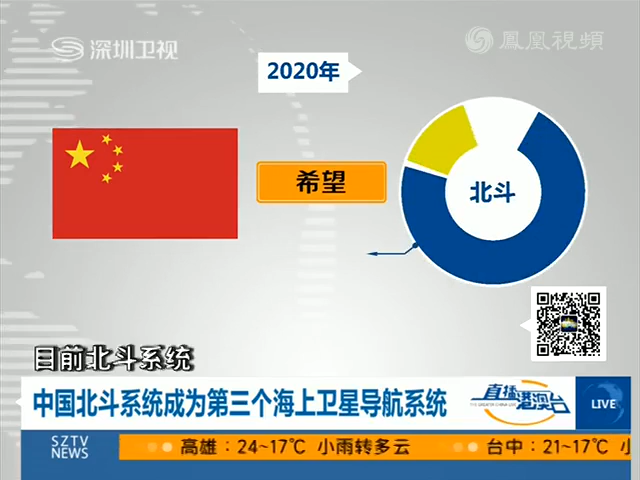 深圳卫视
鳳凰視頻
2020年
希望
北斗
目前北斗系统
中国北斗系统成为第三个海上卫星导航系统
直播港澳台
LIVE
SZTV
NEWS
高雄：24~17℃ 小雨转多云
台中：21~17℃ 小